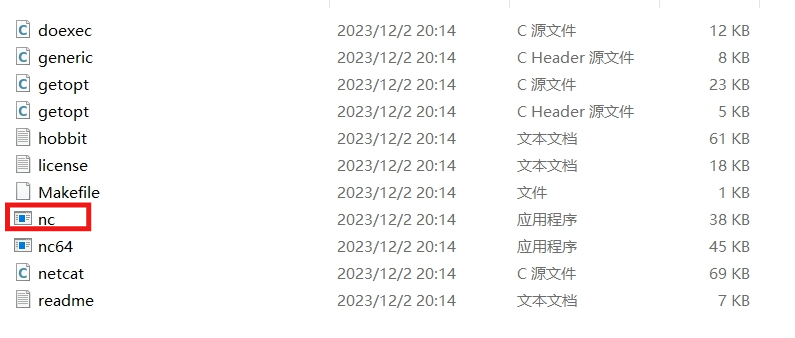 doexec 2023/12/2 20:14 C 源文件 12 KB
generic 2023/12/2 20:14 C Header 源文件 8 KB
getopt 2023/12/2 20:14 C 源文件 23 KB
getopt 2023/12/2 20:14 C Header 源文件 5 KB
hobbit 2023/12/2 20:14 文本文档 61 KB
license 2023/12/2 20:14 文本文档 18 KB
Makefile 2023/12/2 20:14 文件 1 KB
nc 2023/12/2 20:14 应用程序 38 KB
nc64 2023/12/2 20:14 应用程序 45 KB
netcat 2023/12/2 20:14 C 源文件 69 KB
readme 2023/12/2 20:14 文本文档 7 KB